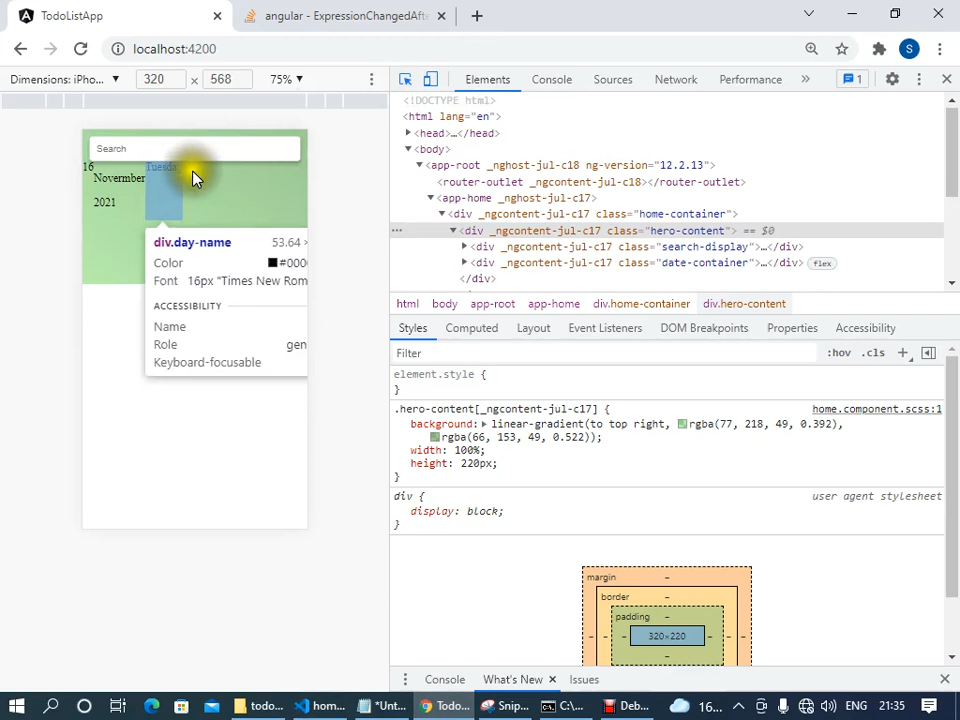 TodoListApp
angular - ExpressionChangedAfte
localhost:4200
S
Dimensions: iPho... 320 × 568 75%
Elements Console Sources Network Performance » 1
Search
16
Novermber
Tuesday
2021
div.day-name 53.64 ×
Color #000
Font 16px "Times New Rom
ACCESSIBILITY
Name
Role gen
Keyboard-focusable
<!DOCTYPE html>
<html lang="en">
<head>…</head>
<body>
<app-root _nghost-jul-c18 ng-version="12.2.13">
<router-outlet _ngcontent-jul-c18></router-outlet>
<app-home _nghost-jul-c17>
<div _ngcontent-jul-c17 class="home-container">
<div _ngcontent-jul-c17 class="hero-content"> == $0
<div _ngcontent-jul-c17 class="search-display">…</div>
<div _ngcontent-jul-c17 class="date-container">…</div> flex
</div>
html body app-root app-home div.home-container div.hero-content
Styles Computed Layout Event Listeners DOM Breakpoints Properties Accessibility
Filter :hov .cls
element.style {
}
.hero-content[_ngcontent-jul-c17] { home.component.scss:1
background: linear-gradient(to top right, rgba(77, 218, 49, 0.392),
rgba(66, 153, 49, 0.522));
width: 100%;
height: 220px;
}
div { user agent stylesheet
display: block;
}
margin -
border -
padding -
- - - 320×220 - - -
-
Console What's New Issues
todo... hom... *Unt... Todo... Snip... C:\... Deb... 16... ENG 21:35